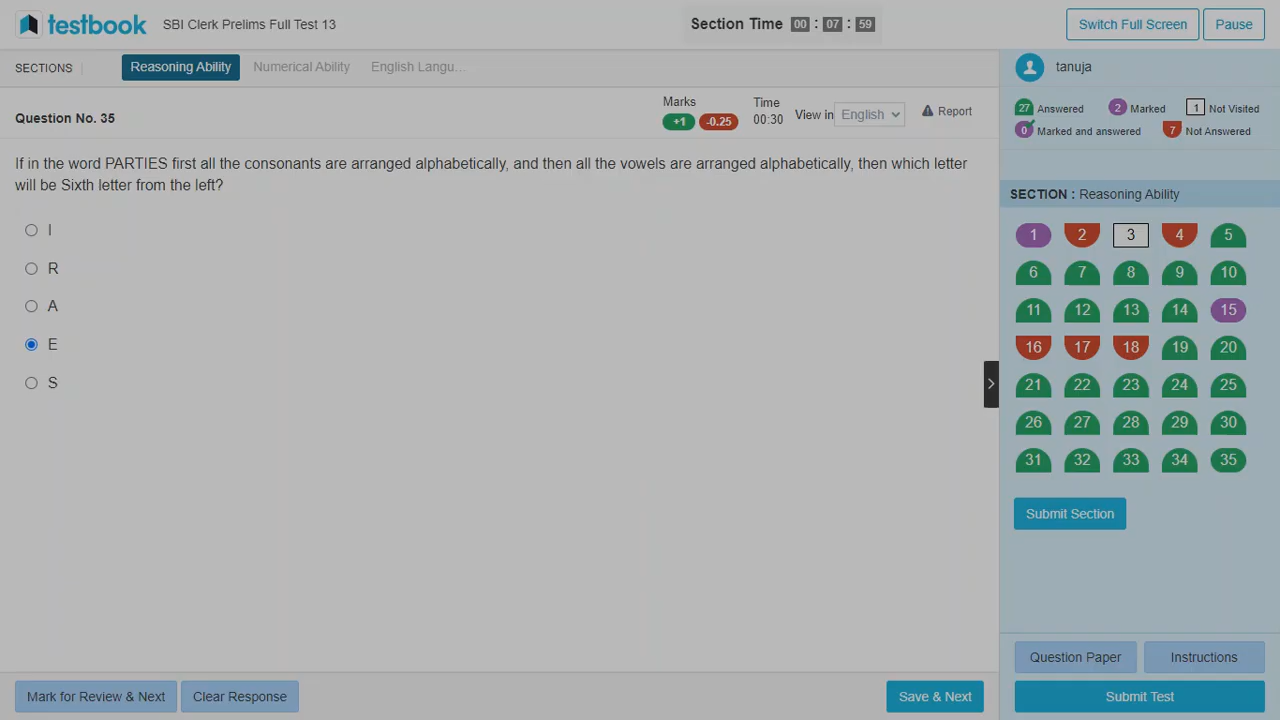 testbook SBI Clerk Prelims Full Test 13 Section Time 00 : 07 : 59 Switch Full Screen Pause
SECTIONS Reasoning Ability Numerical Ability English Langu... tanuja
Question No. 35 Marks +1 -0.25 Time 00:30 View in English Report
27 Answered 2 Marked 1 Not Visited
0 Marked and answered 7 Not Answered
If in the word PARTIES first all the consonants are arranged alphabetically, and then all the vowels are arranged alphabetically, then which letter
will be Sixth letter from the left?
I
R
A
E
S
SECTION : Reasoning Ability
1 2 3 4 5
6 7 8 9 10
11 12 13 14 15
16 17 18 19 20
21 22 23 24 25
26 27 28 29 30
31 32 33 34 35
Submit Section
Question Paper Instructions
Mark for Review & Next Clear Response Save & Next Submit Test